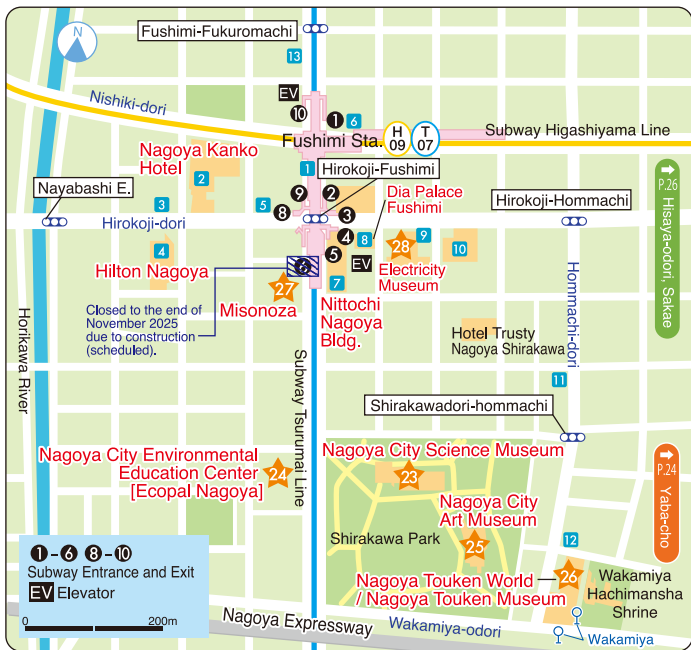 N
Fushimi-Fukuromachi
13
Nishiki-dori
EV
10
1
6
Fushimi Sta.
H
09
T
07
Subway Higashiyama Line
Nagoya Kanko
Hotel
2
1
Hirokoji-Fushimi
Nayabashi E.
3
5
9
2
8
3
Dia Palace
Fushimi
Hirokoji-Hommachi
P.26
Hisaya-odori, Sakae
Hirokoji-dori
4
4
5
8
EV
28
9
10
Hilton Nagoya
6
7
Electricity
Museum
27
Misonoza
Nittochi
Nagoya
Bldg.
Closed to the end of
November 2025
due to construction
(scheduled).
Horikawa River
Subway Tsurumai Line
Hommachi-dori
Hotel Trusty
Nagoya Shirakawa
11
Shirakawadori-hommachi
Nagoya City Environmental
Education Center
[Ecopal Nagoya]
24
Nagoya City Science Museum
23
P.24
Yaba-cho
Nagoya City
Art Museum
25
Shirakawa Park
12
Nagoya Touken World
/ Nagoya Touken Museum
26
Wakamiya
Hachimansha
Shrine
1 - 6 8 - 10
Subway Entrance and Exit
EV Elevator
0 200m
Nagoya Expressway
Wakamiya-odori
Wakamiya